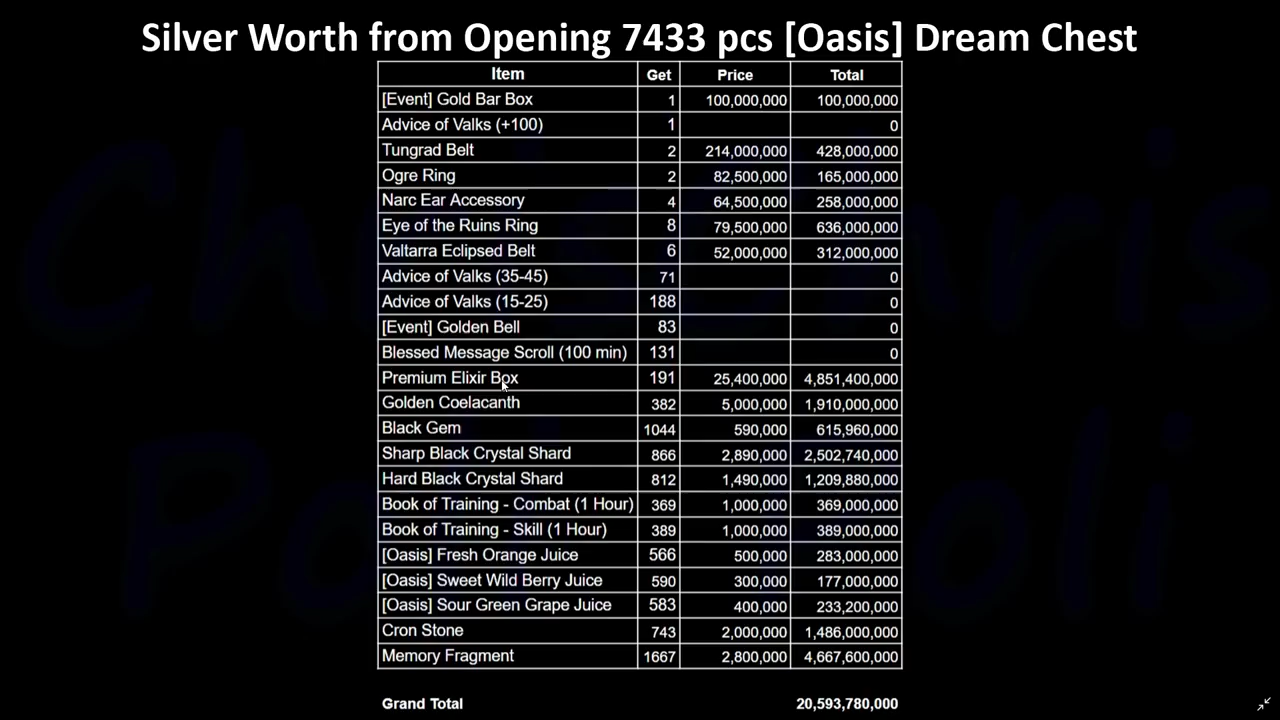 Silver Worth from Opening 7433 pcs [Oasis] Dream Chest
Item Get Price Total
[Event] Gold Bar Box 1 100,000,000 100,000,000
Advice of Valks (+100) 1 0
Tungrad Belt 2 214,000,000 428,000,000
Ogre Ring 2 82,500,000 165,000,000
Narc Ear Accessory 4 64,500,000 258,000,000
Eye of the Ruins Ring 8 79,500,000 636,000,000
Valtarra Eclipsed Belt 6 52,000,000 312,000,000
Advice of Valks (35-45) 71 0
Advice of Valks (15-25) 188 0
[Event] Golden Bell 83 0
Blessed Message Scroll (100 min) 131 0
Premium Elixir Box 191 25,400,000 4,851,400,000
Golden Coelacanth 382 5,000,000 1,910,000,000
Black Gem 1044 590,000 615,960,000
Sharp Black Crystal Shard 866 2,890,000 2,502,740,000
Hard Black Crystal Shard 812 1,490,000 1,209,880,000
Book of Training - Combat (1 Hour) 369 1,000,000 369,000,000
Book of Training - Skill (1 Hour) 389 1,000,000 389,000,000
[Oasis] Fresh Orange Juice 566 500,000 283,000,000
[Oasis] Sweet Wild Berry Juice 590 300,000 177,000,000
[Oasis] Sour Green Grape Juice 583 400,000 233,200,000
Cron Stone 743 2,000,000 1,486,000,000
Memory Fragment 1667 2,800,000 4,667,600,000
Grand Total 20,593,780,000